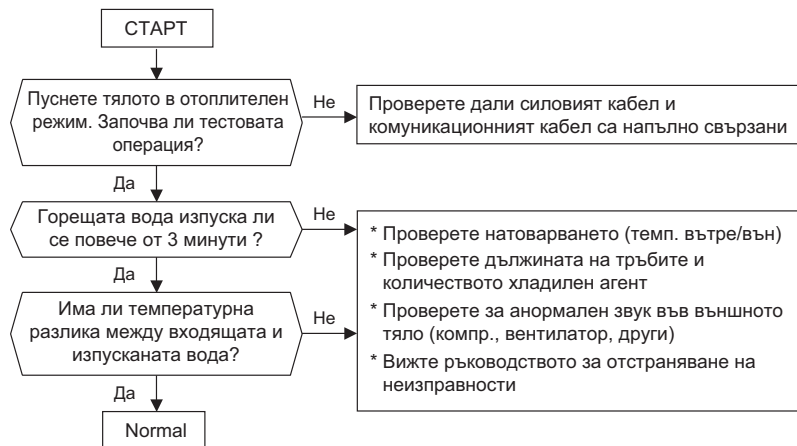 СТАРТ
Пуснете тялото в отоплителен
режим. Започва ли тестовата
операция?
Не
Проверете дали силовият кабел и
комуникационният кабел са напълно свързани
Да
Горещата вода изпуска ли
се повече от 3 минути ?
Не
* Проверете натоварването (темп. вътре/вън)
* Проверете дължината на тръбите и
количеството хладилен агент
* Проверете за анормален звук във външното
тяло (компр., вентилатор, други)
* Вижте ръководството за отстраняване на
неизправности
Да
Има ли температурна
разлика между входящата и
изпусканата вода?
Не
Да
Normal